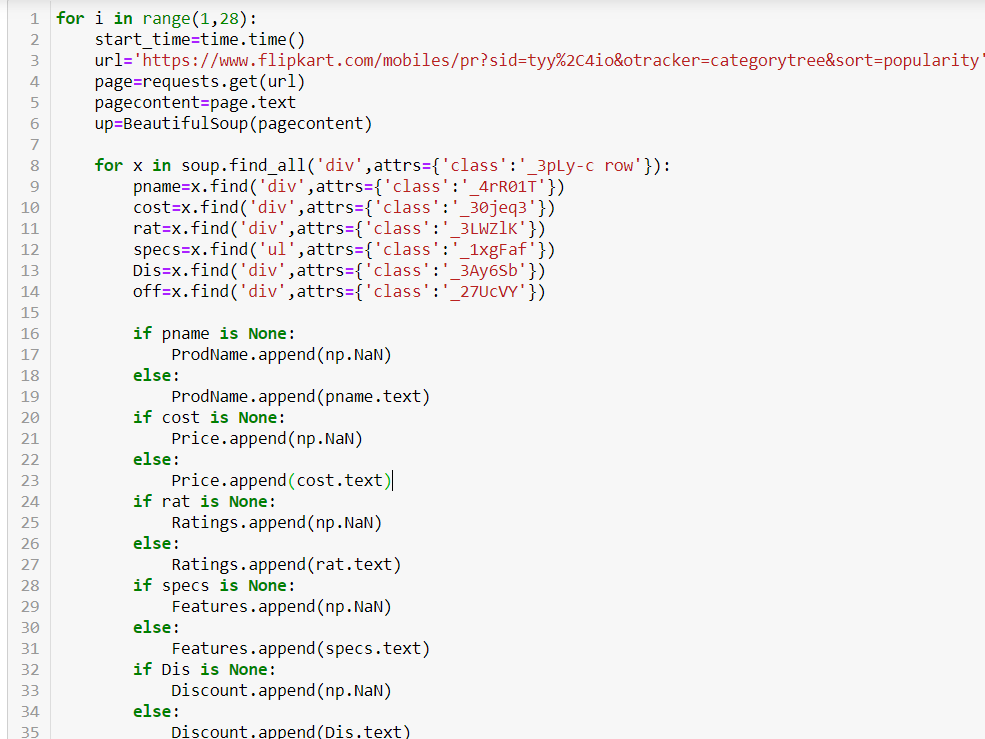 1 for i in range(1,28):
2     start_time=time.time()
3     url='https://www.flipkart.com/mobiles/pr?sid=tyy%2C4io&otracker=categorytree&sort=popularity'
4     page=requests.get(url)
5     pagecontent=page.text
6     up=BeautifulSoup(pagecontent)
7
8     for x in soup.find_all('div',attrs={'class':'_3pLy-c row'}):
9         pname=x.find('div',attrs={'class':'_4rR01T'})
10         cost=x.find('div',attrs={'class':'_30jeq3'})
11         rat=x.find('div',attrs={'class':'_3LWZlK'})
12         specs=x.find('ul',attrs={'class':'_1xgFaf'})
13         Dis=x.find('div',attrs={'class':'_3Ay6Sb'})
14         off=x.find('div',attrs={'class':'_27UcVY'})
15
16         if pname is None:
17             ProdName.append(np.NaN)
18         else:
19             ProdName.append(pname.text)
20         if cost is None:
21             Price.append(np.NaN)
22         else:
23             Price.append(cost.text)
24         if rat is None:
25             Ratings.append(np.NaN)
26         else:
27             Ratings.append(rat.text)
28         if specs is None:
29             Features.append(np.NaN)
30         else:
31             Features.append(specs.text)
32         if Dis is None:
33             Discount.append(np.NaN)
34         else:
35             Discount.append(Dis.text)